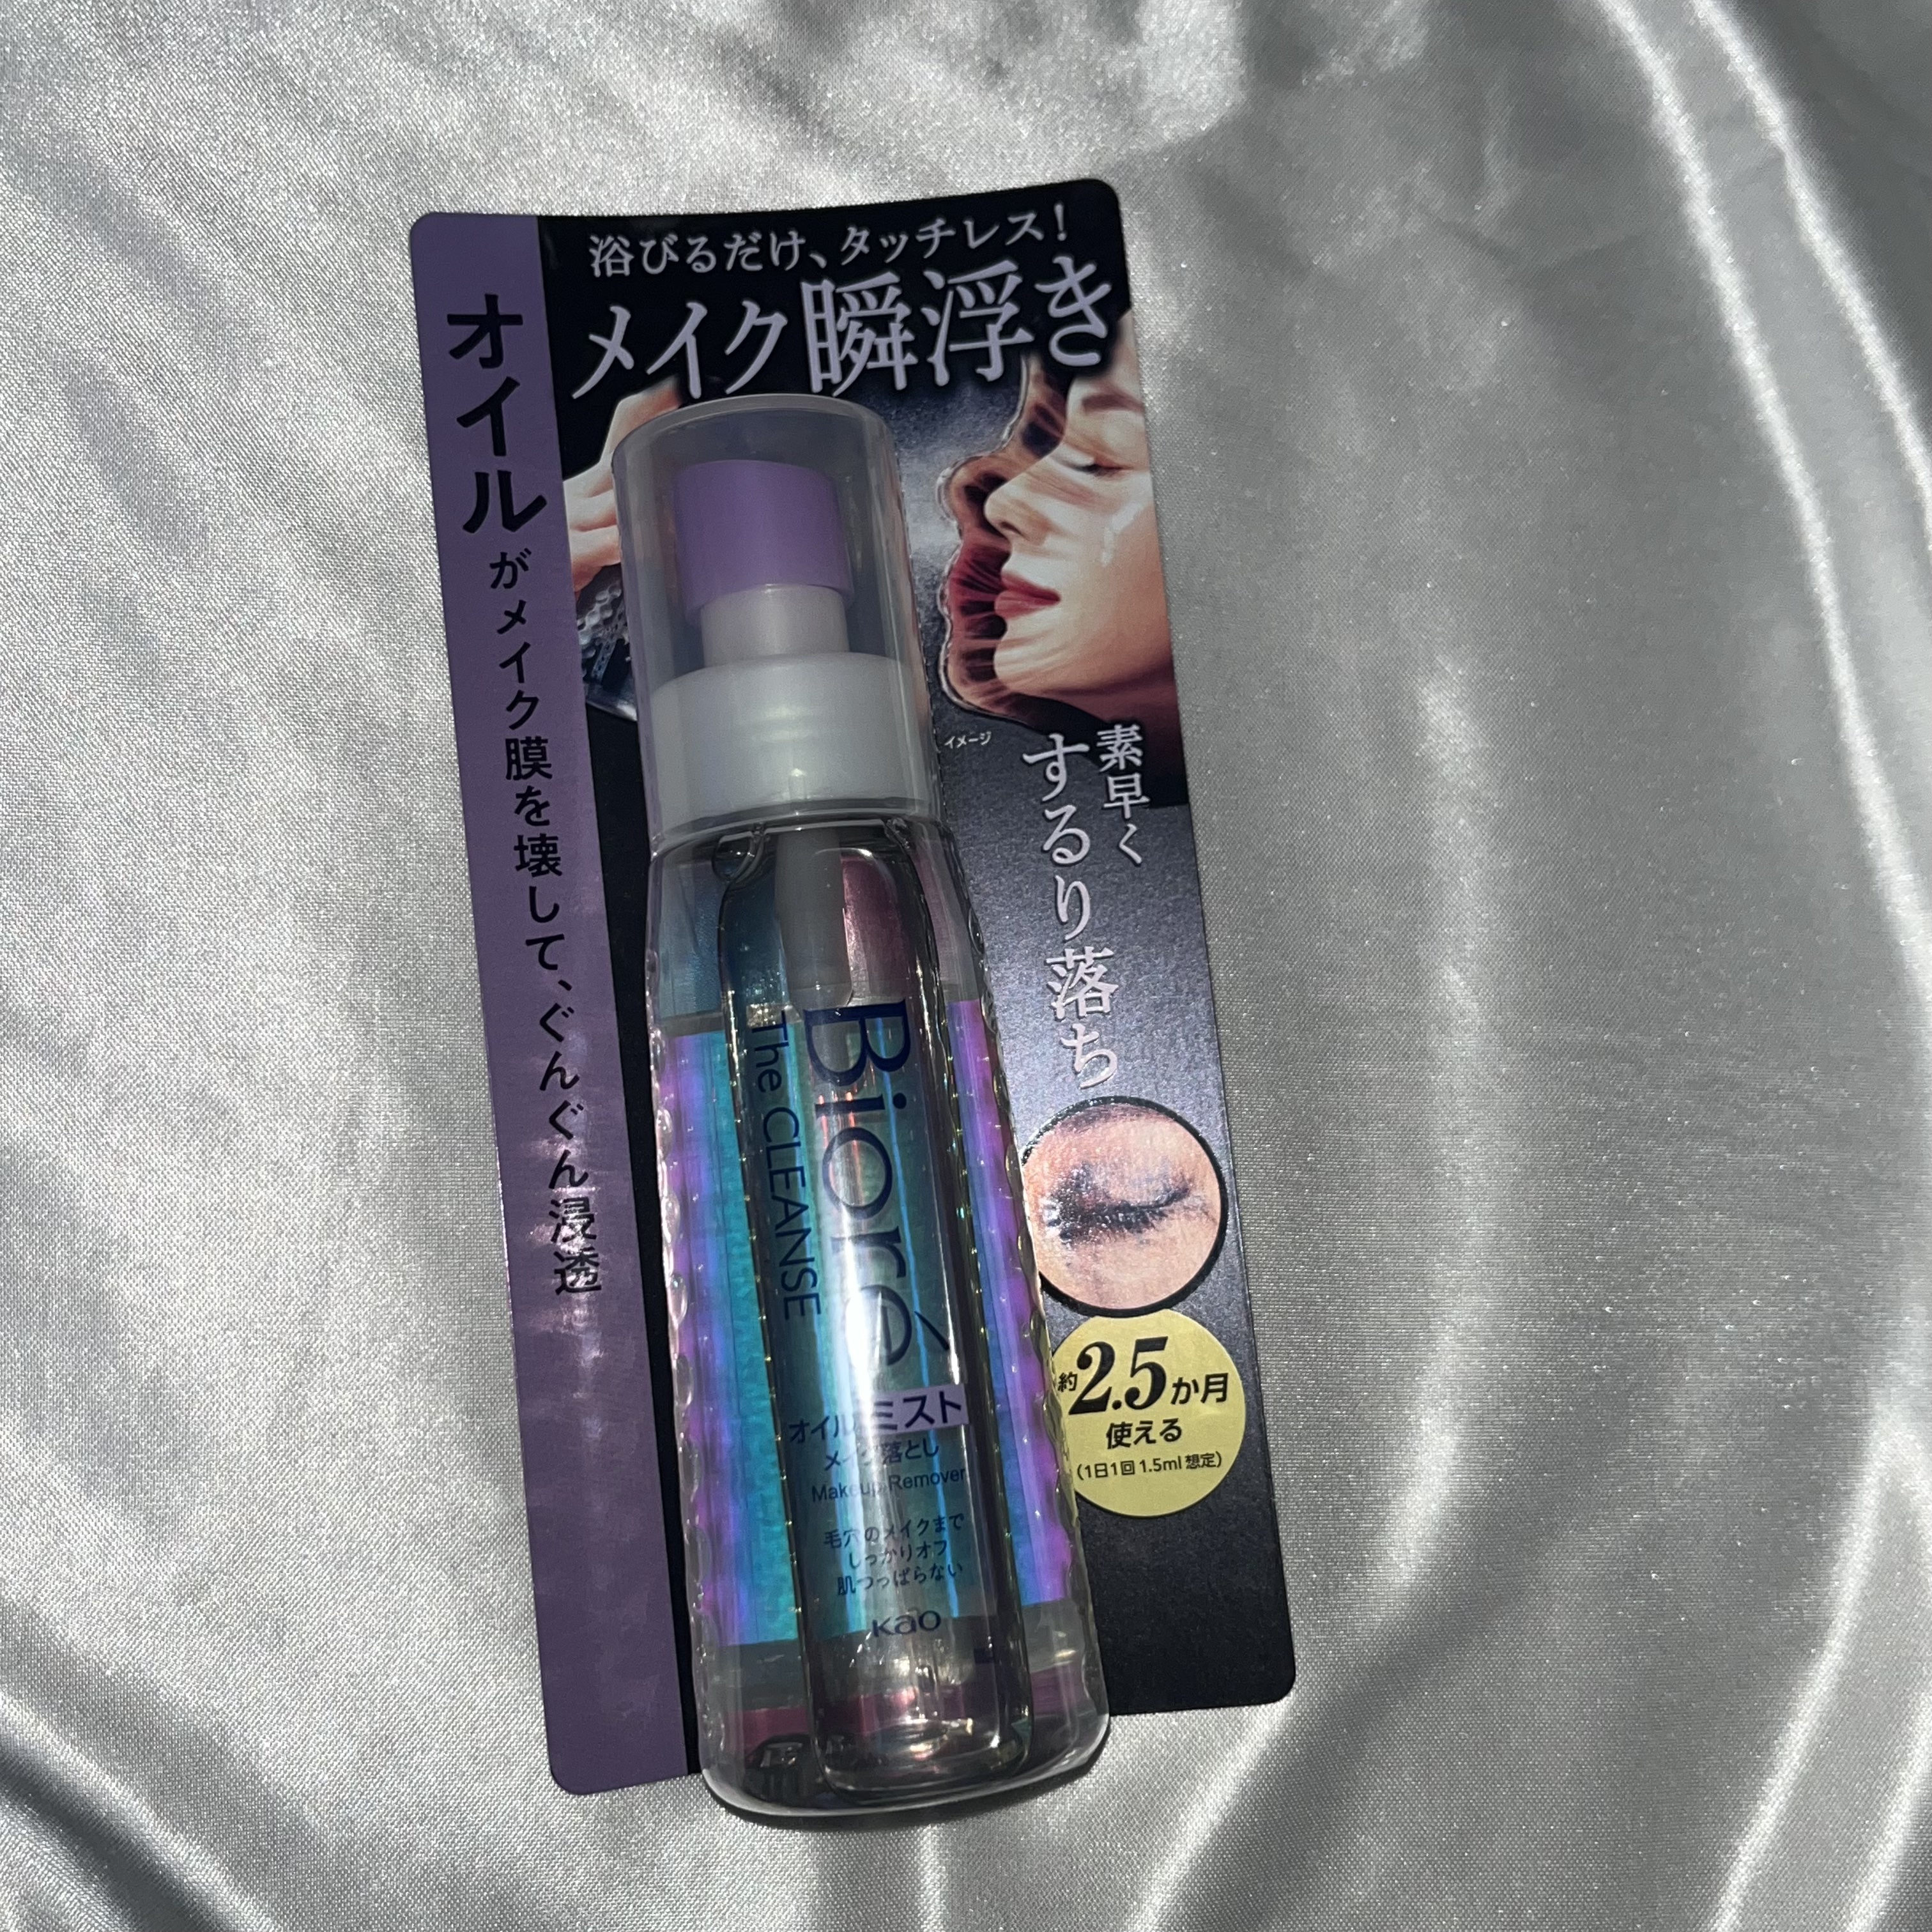 浴びるだけ、タッチレス!
メイク瞬浮き
オイルがメイク膜を壊して、ぐんぐん浸透
イメージ
素早く
するり落ち
Bioré
The CLEANSE
オイルミスト
メイク落とし
Makeup Remover
毛穴のメイクまで
しっかりオフ
肌つっぱらない
Kao
約2.5か月
使える
(1日1回 1.5ml 想定)